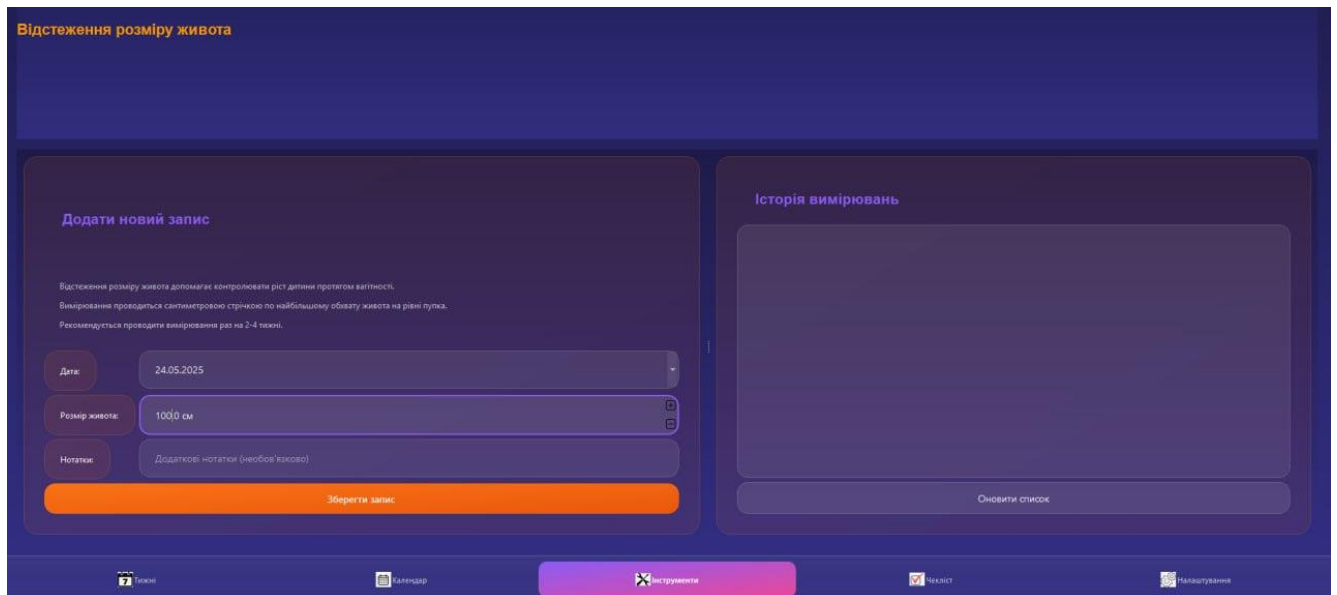 Відстеження розміру живота
Додати новий запис
Відстеження розміру живота допомагає контролювати ріст дитини протягом вагітності.
Вимірювання проводиться сантиметровою стрічкою по найбільшому обхвату живота на рівні пупка.
Рекомендується проводити вимірювання раз на 2-4 тижні.
Дата:
24.05.2025
Розмір живота:
100,0 см
Нотатки:
Додаткові нотатки (необов'язково)
Зберегти запис
Історія вимірювань
Оновити список
7 Тижні
Календар
Інструменти
Чекліст
Налаштування